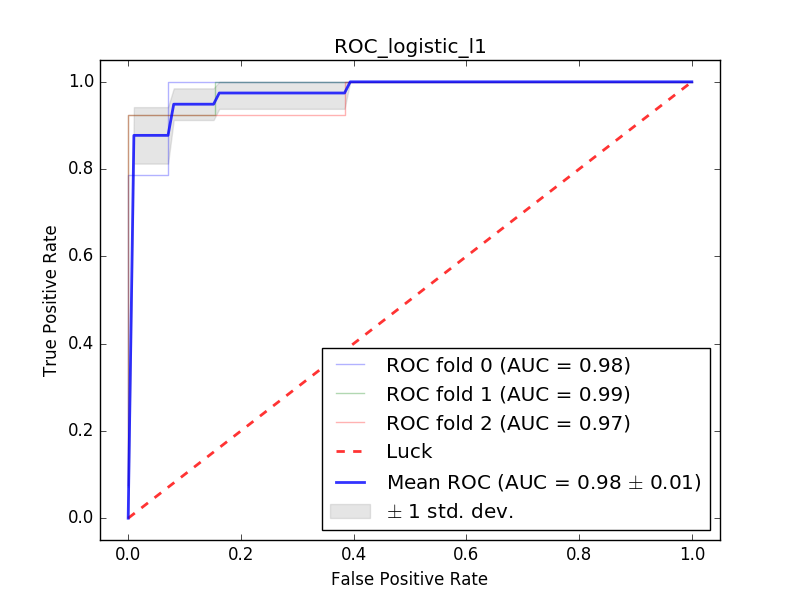 ROC_logistic_l1
1.0
0.8
0.6
0.4
0.2
0.0
True Positive Rate
ROC fold 0 (AUC = 0.98)
ROC fold 1 (AUC = 0.99)
ROC fold 2 (AUC = 0.97)
Luck
Mean ROC (AUC = 0.98 ± 0.01)
± 1 std. dev.
0.0 0.2 0.4 0.6 0.8 1.0
False Positive Rate